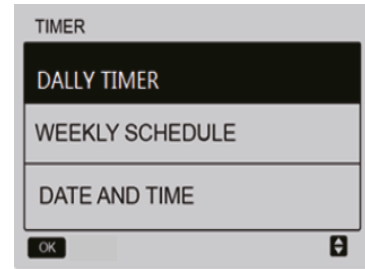 TIMER
DALLY TIMER
WEEKLY SCHEDULE
DATE AND TIME
OK